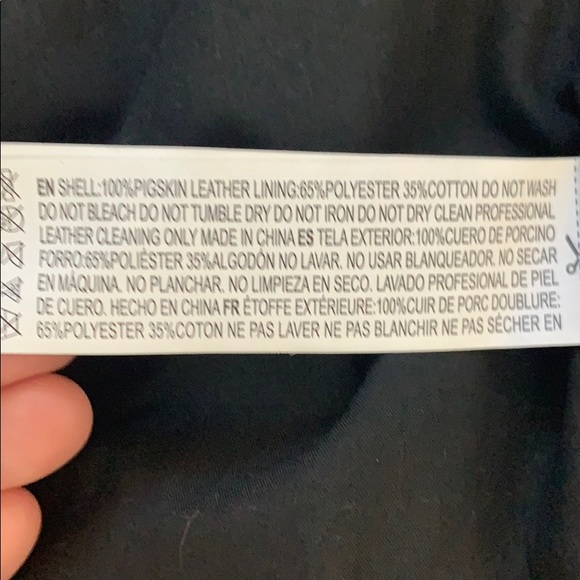 EN SHELL:100%PIGSKIN LEATHER LINING:65%POLYESTER 35%COTTON DO NOT WASH
DO NOT BLEACH DO NOT TUMBLE DRY DO NOT IRON DO NOT DRY CLEAN PROFESSIONAL
LEATHER CLEANING ONLY MADE IN CHINA ES TELA EXTERIOR:100%CUERO DE PORCINO
FORRO:65%POLIÉSTER 35%ALGODÓN NO LAVAR. NO USAR BLANQUEADOR. NO SECAR
EN MÁQUINA. NO PLANCHAR. NO LIMPIEZA EN SECO. LAVADO PROFESIONAL DE PIEL
DE CUERO. HECHO EN CHINA FR ÉTOFFE EXTÉRIEURE:100%CUIR DE PORC DOUBLURE:
65%POLYESTER 35%COTON NE PAS LAVER NE PAS BLANCHIR NE PAS SÉCHER EN